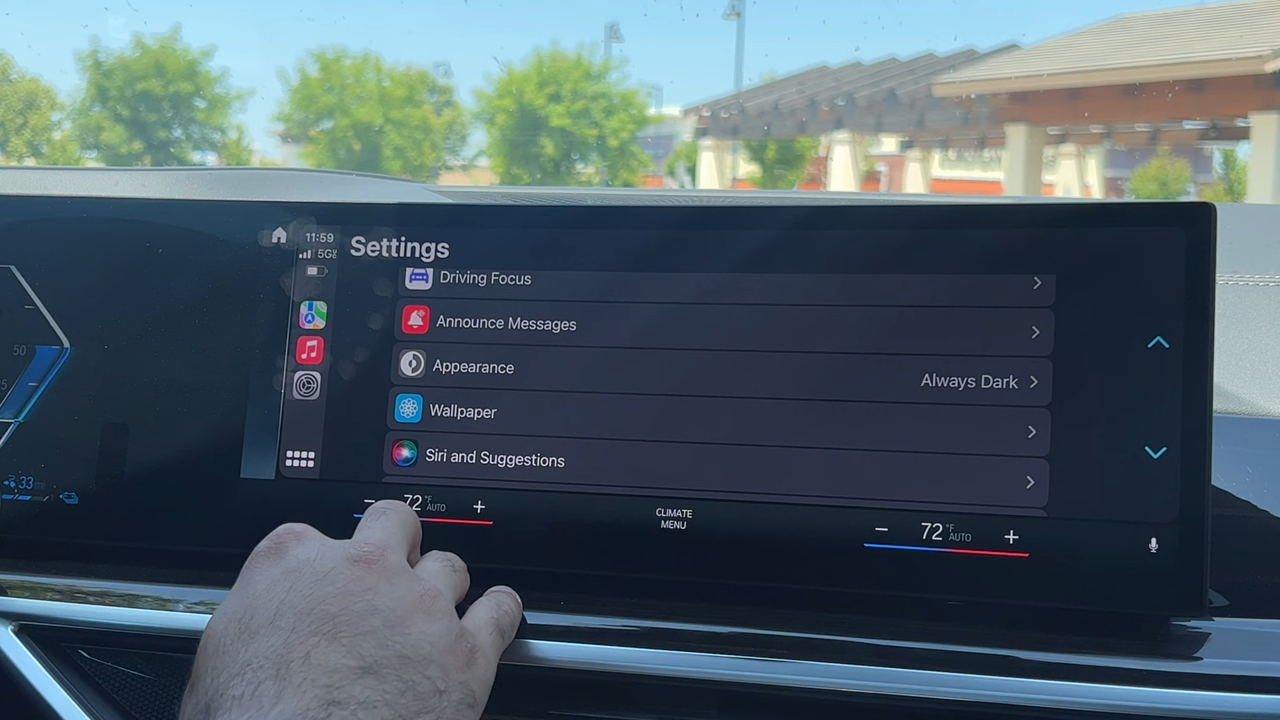 11:59
5G
Settings
Driving Focus
Announce Messages
Appearance
Always Dark
Wallpaper
Siri and Suggestions
50
33
− 72 °F AUTO +
CLIMATE
MENU
− 72 °F AUTO +